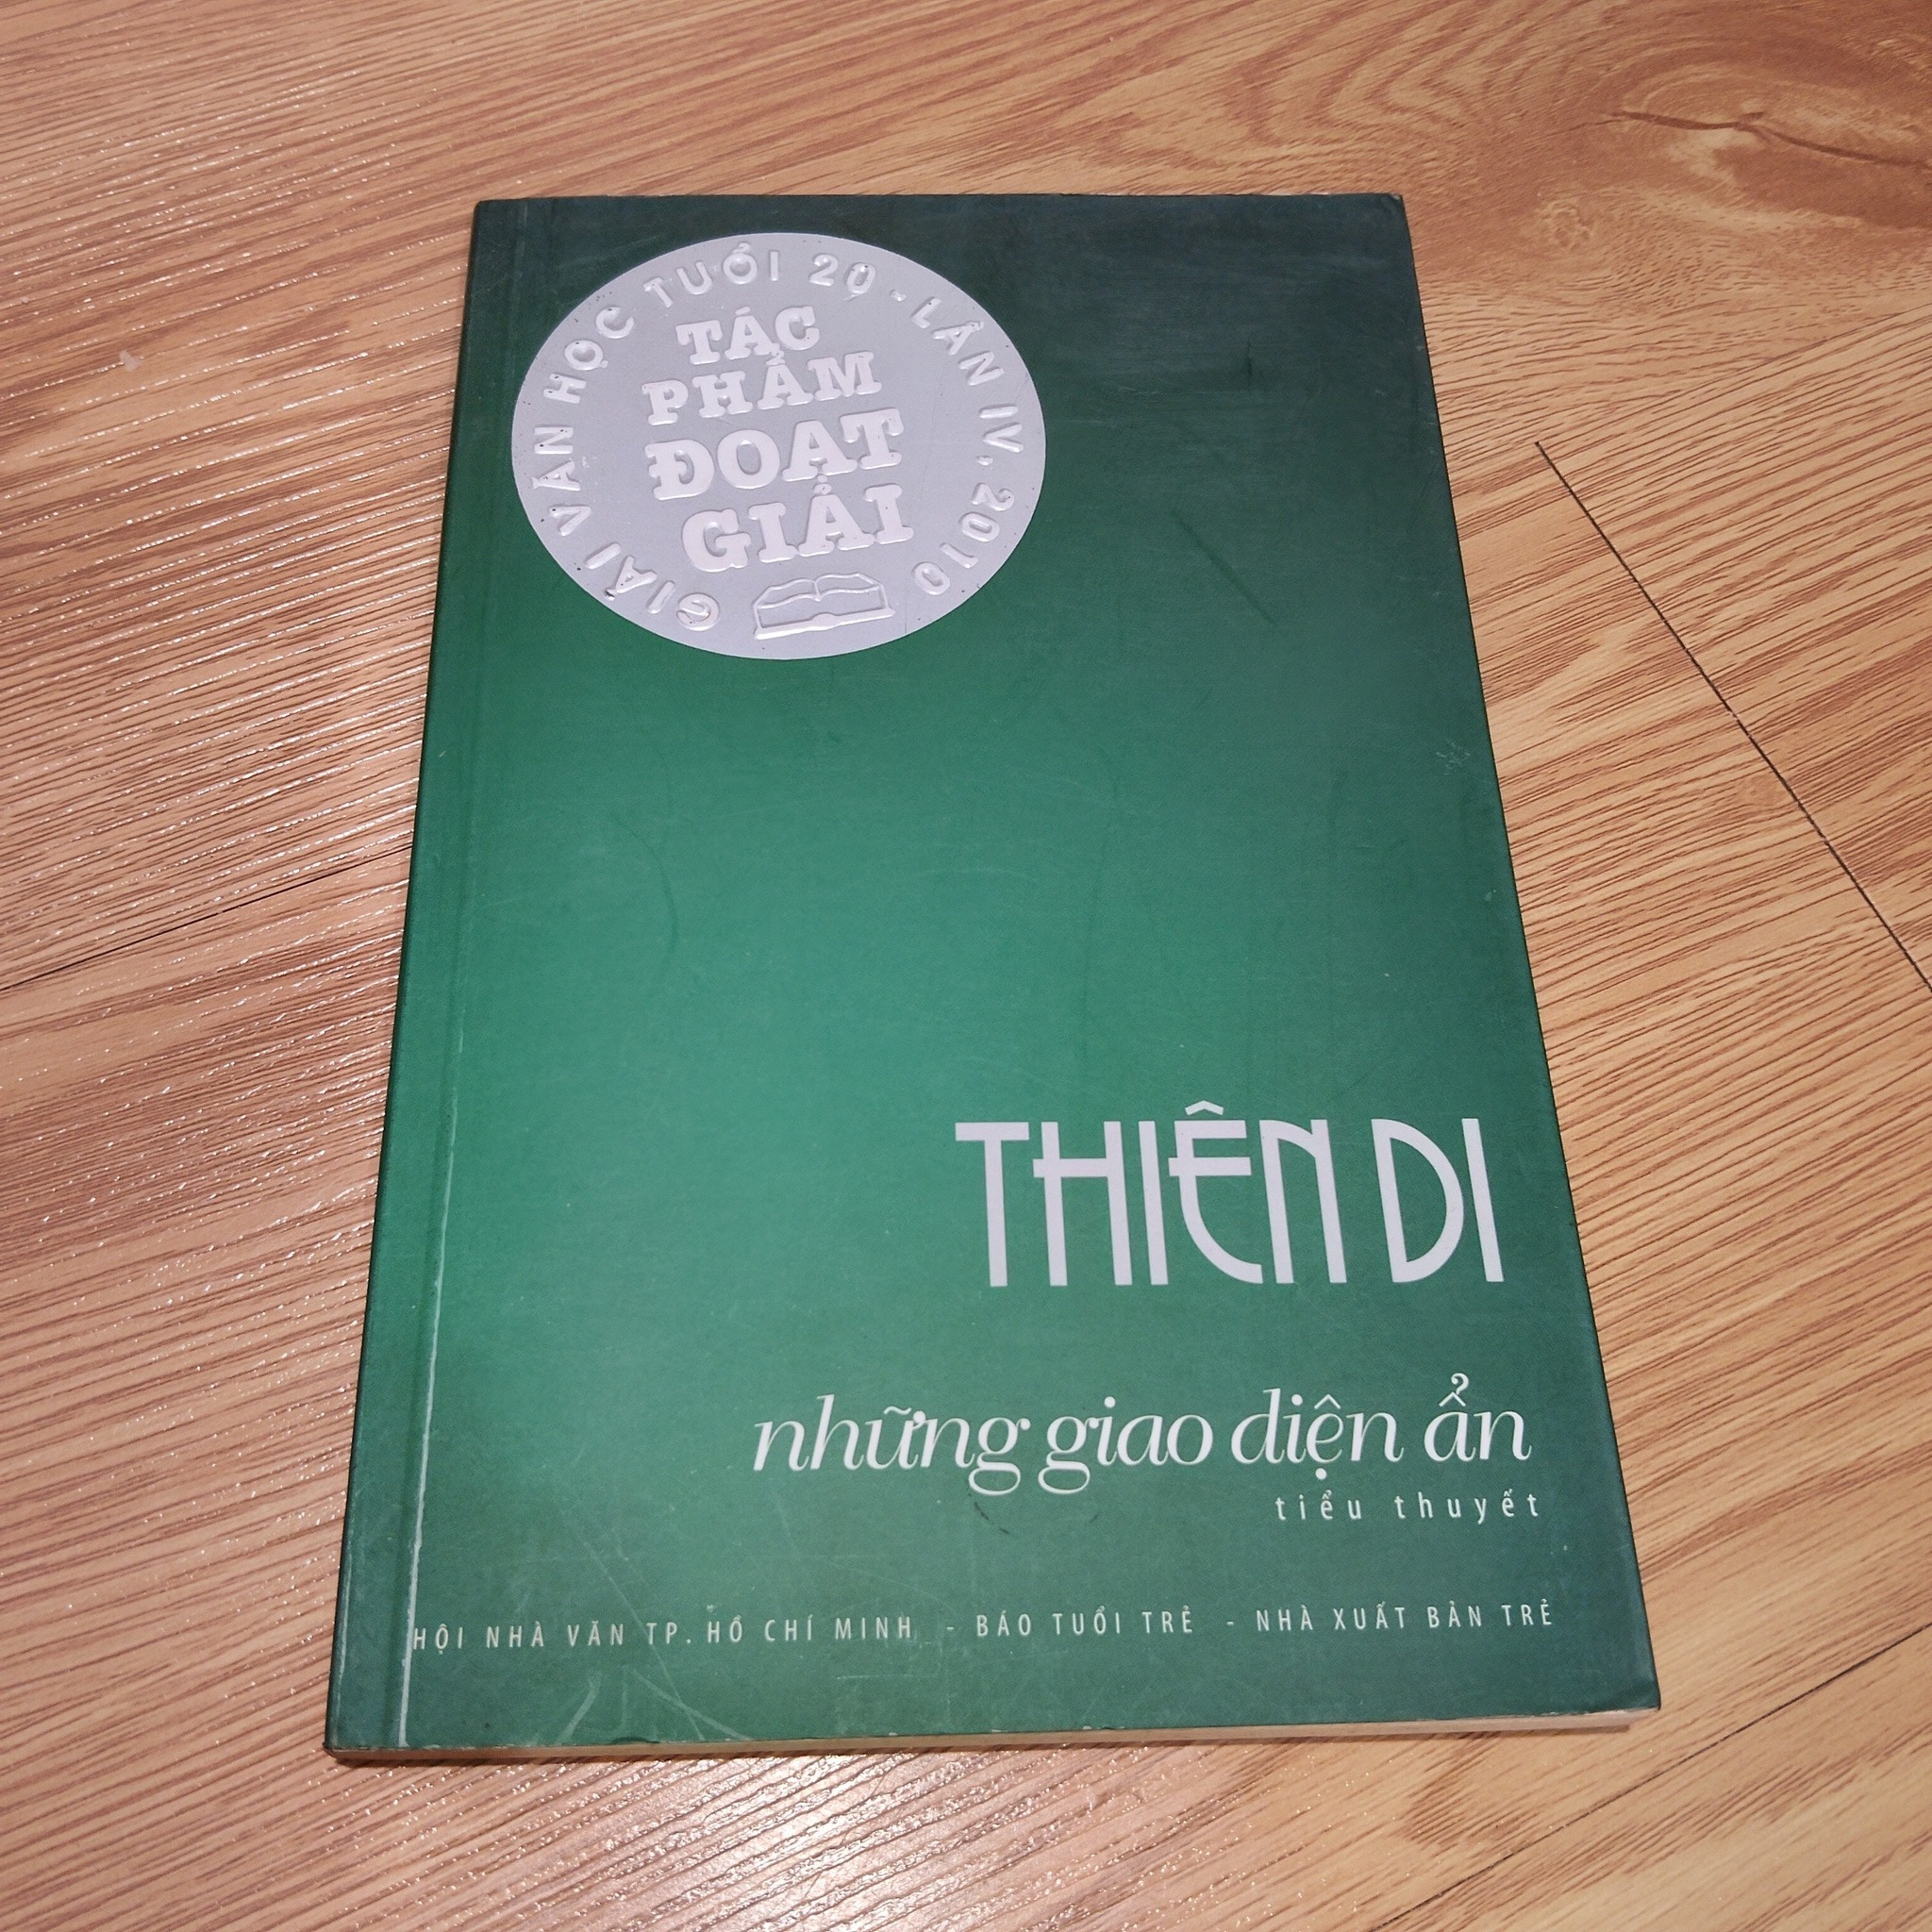 GIẢI VĂN HỌC TUỔI 20 - LẦN IV, 2010
TÁC
PHẨM
ĐOẠT
GIẢI
THIÊN DI
những giao diện ẩn
tiểu thuyết
HỘI NHÀ VĂN TP. HỒ CHÍ MINH - BÁO TUỔI TRẺ - NHÀ XUẤT BẢN TRẺ